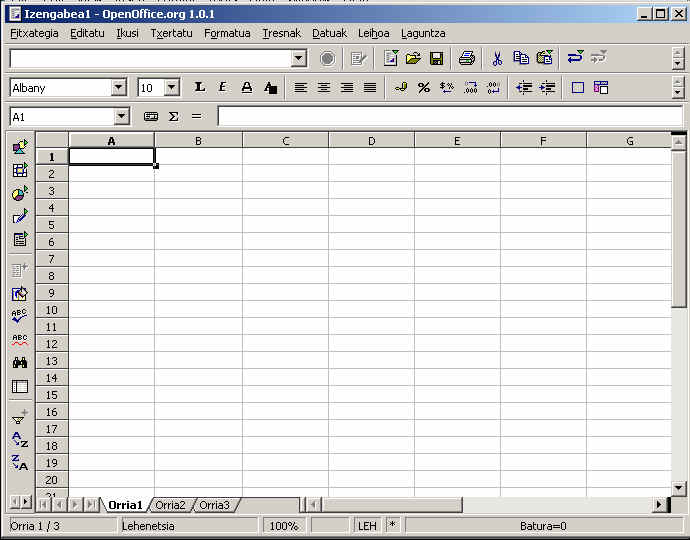 Izengabea1 - OpenOffice.org 1.0.1
Fitxategia Editatu Ikusi Txertatu Formatua Tresnak Datuak Leihoa Laguntza
Albany 10 L E A A % $%
A1 Σ =
A B C D E F G
1
2
3
4
5
6
7
8
9
10
11
12
13
14
15
16
17
18
19
20
21
ABC
ABC
A Z
Z A
Orria1 Orria2 Orria3
Orria 1 / 3 Lehenetsia 100% LEH * Batura=0